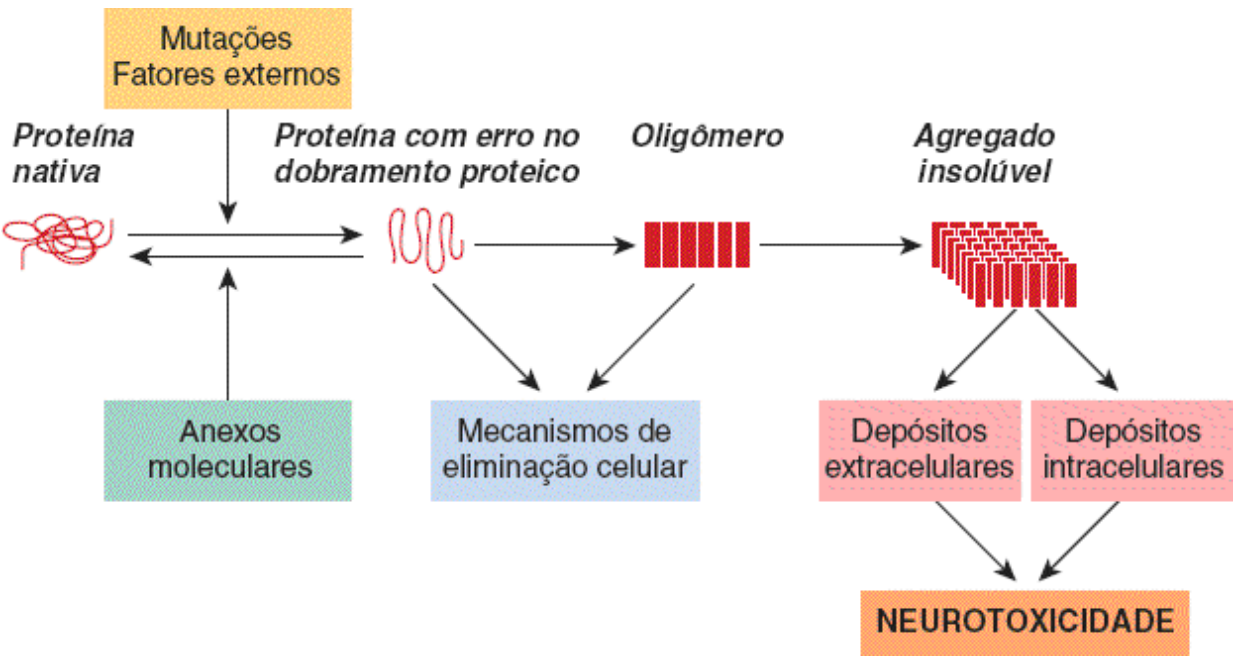 Mutações
Fatores externos
Proteína
nativa
Proteína com erro no
dobramento proteico
Oligômero
Agregado
insolúvel
Anexos
moleculares
Mecanismos de
eliminação celular
Depósitos
extracelulares
Depósitos
intracelulares
NEUROTOXICIDADE